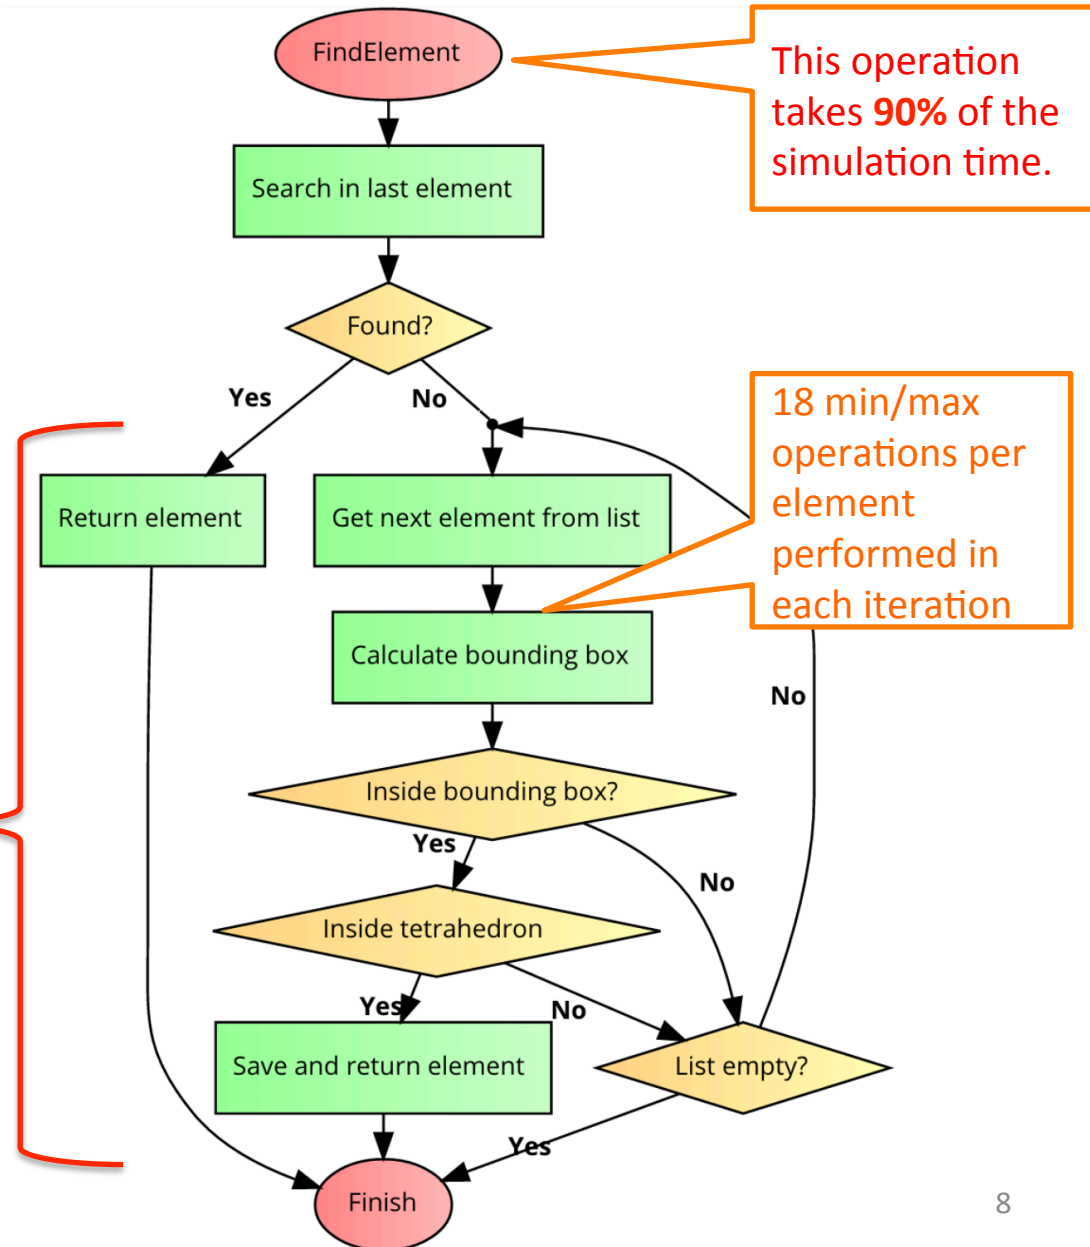 FindElement
This operation
takes 90% of the
simulation time.
Search in last element
Found?
Yes
No
18 min/max
operations per
element
performed in
each iteration
Return element
Get next element from list
Calculate bounding box
No
Inside bounding box?
Yes
No
Inside tetrahedron
Yes
No
Save and return element
List empty?
Yes
Finish
8